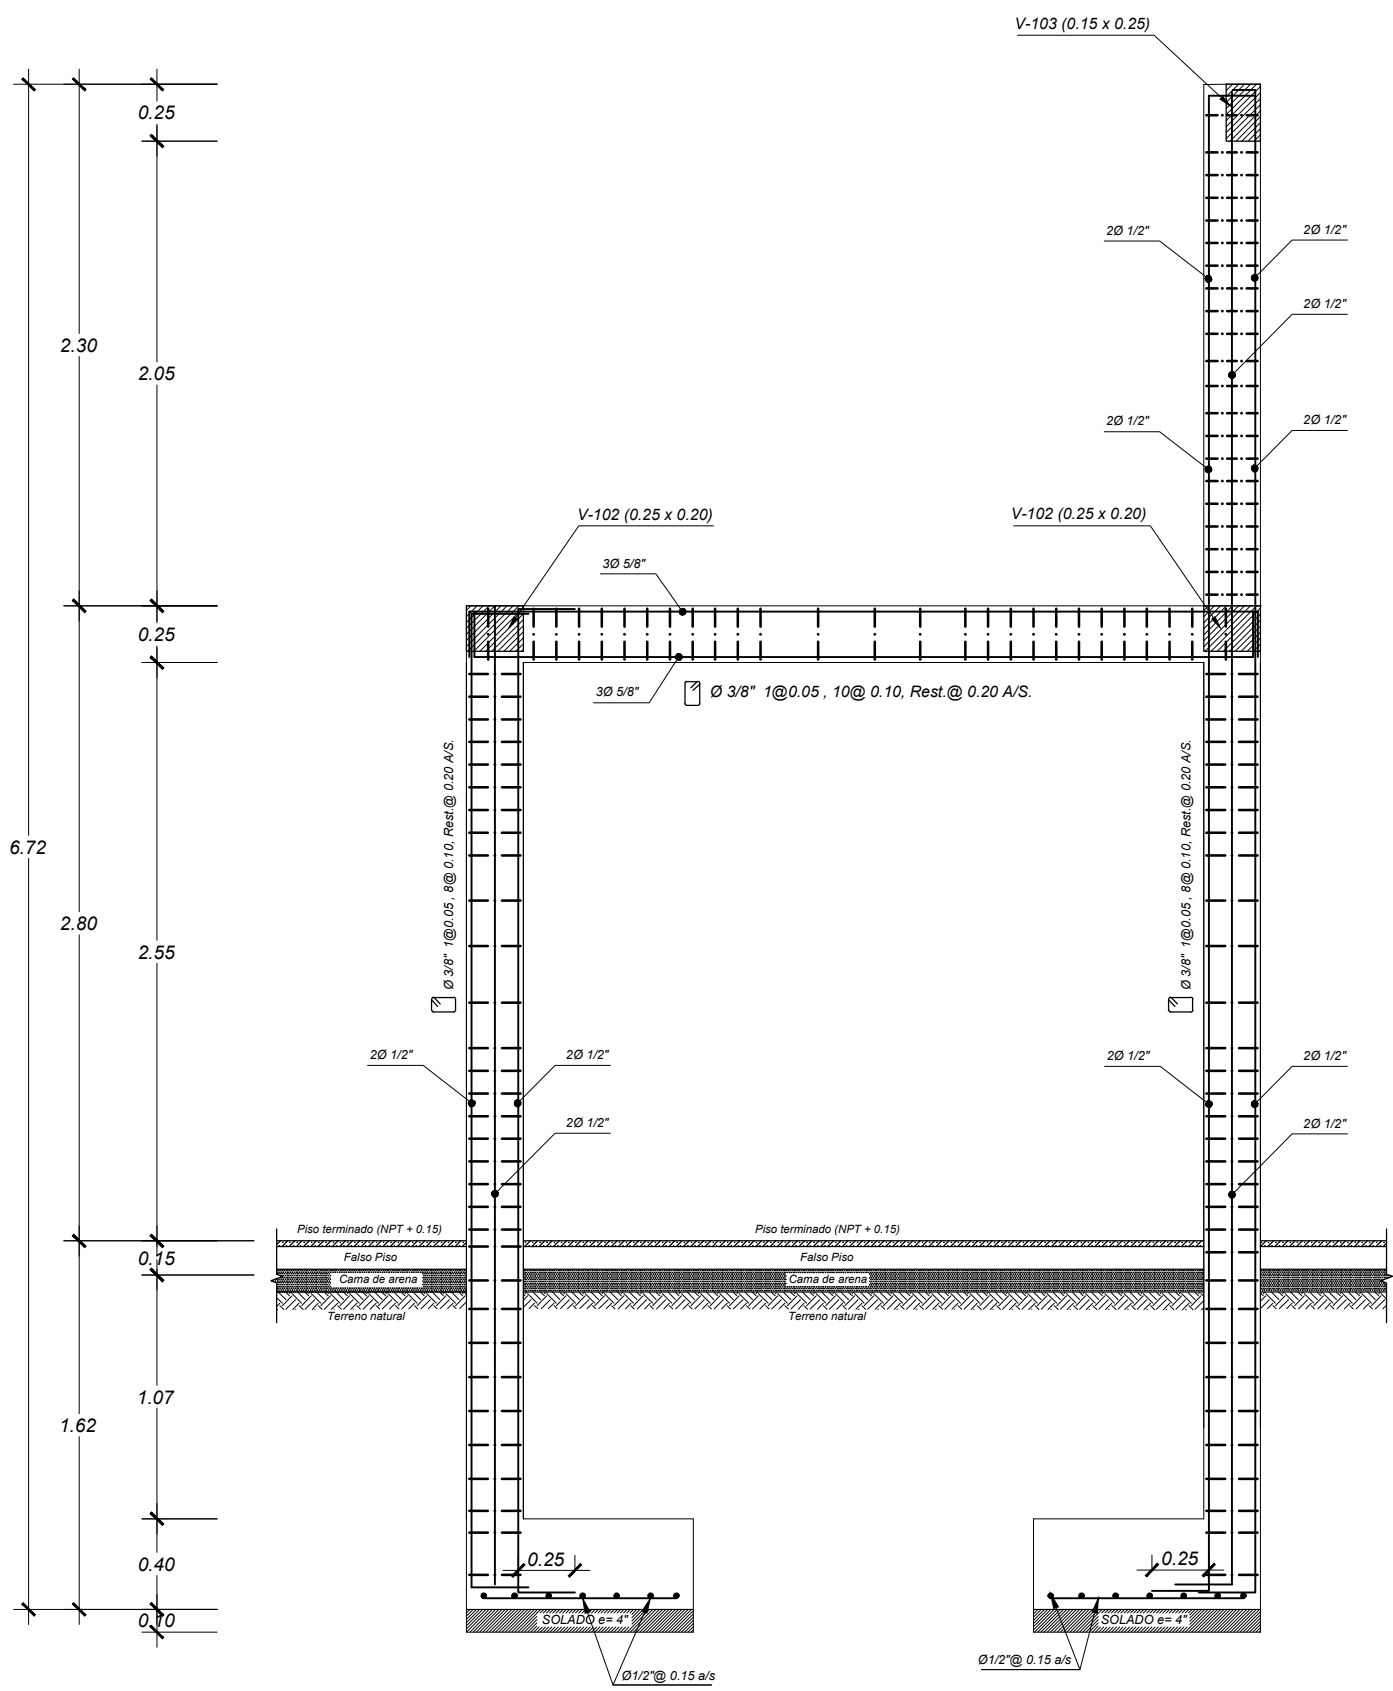 V-103 (0.15 x 0.25)
0.25
2Ø 1/2"
2Ø 1/2"
2Ø 1/2"
2.30
2.05
2Ø 1/2"
2Ø 1/2"
V-102 (0.25 x 0.20)
V-102 (0.25 x 0.20)
3Ø 5/8"
0.25
3Ø 5/8"
Ø 3/8" 1@0.05 , 10@ 0.10, Rest.@ 0.20 A/S.
Ø 3/8" 1@0.05 , 8@ 0.10, Rest.@ 0.20 A/S.
Ø 3/8" 1@0.05 , 8@ 0.10, Rest.@ 0.20 A/S.
6.72
2.80
2.55
2Ø 1/2"
2Ø 1/2"
2Ø 1/2"
2Ø 1/2"
2Ø 1/2"
2Ø 1/2"
Piso terminado (NPT + 0.15)
Piso terminado (NPT + 0.15)
0.15
Falso Piso
Falso Piso
Cama de arena
Cama de arena
Terreno natural
Terreno natural
1.07
1.62
0.40
0.25
0.25
0.10
SOLADO e= 4"
SOLADO e= 4"
Ø1/2"@ 0.15 a/s
Ø1/2"@ 0.15 a/s